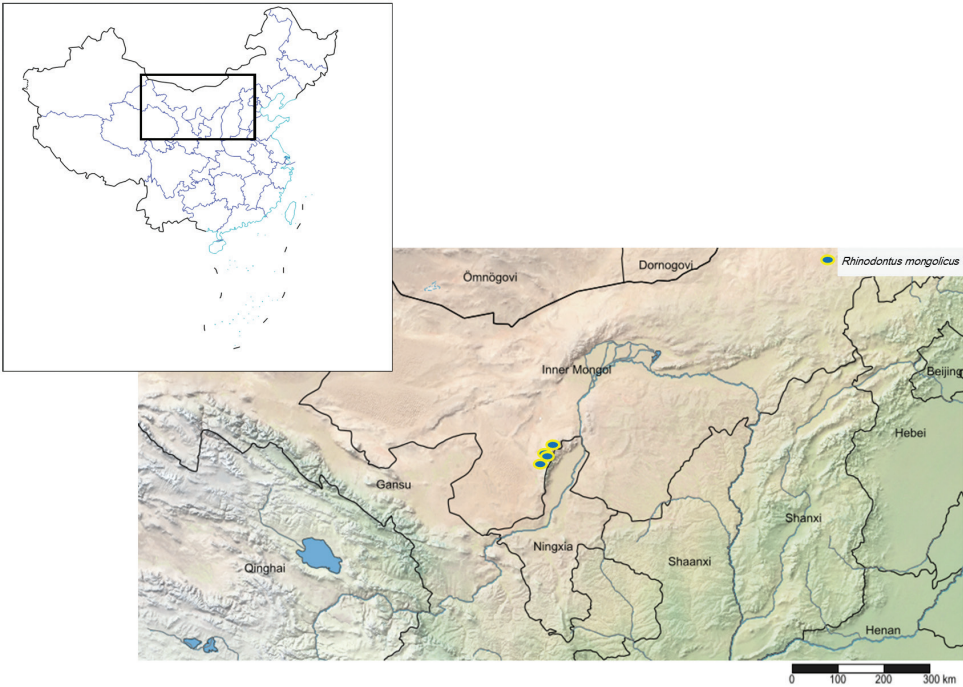 Rhinodontus mongolicus
Ömnögovi
Dornogovi
Inner Mongol
Beijing
Hebei
Gansu
Shanxi
Ningxia
Qinghai
Shaanxi
Henan
0 100 200 300 km